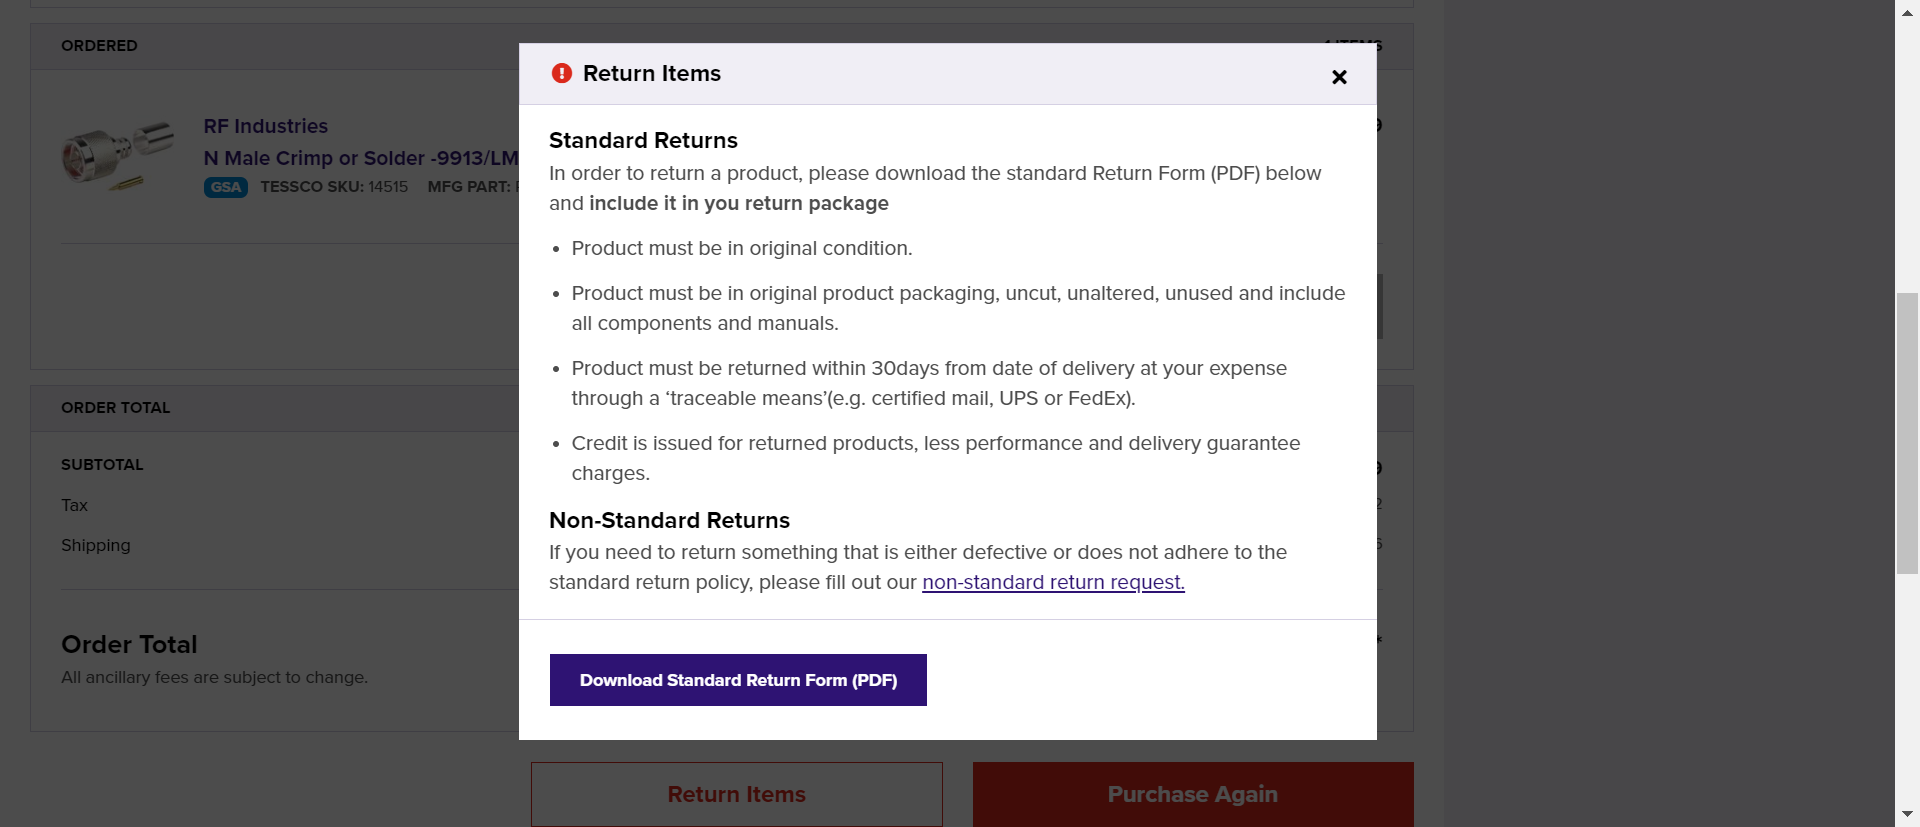 ORDERED
Return Items
RF Industries
N Male Crimp or Solder -9913/LM
GSA TESSCO SKU: 14515 MFG PART:
Standard Returns
In order to return a product, please download the standard Return Form (PDF) below
and include it in you return package
• Product must be in original condition.
• Product must be in original product packaging, uncut, unaltered, unused and include
all components and manuals.
• Product must be returned within 30days from date of delivery at your expense
through a ‘traceable means’(e.g. certified mail, UPS or FedEx).
• Credit is issued for returned products, less performance and delivery guarantee
charges.
Non-Standard Returns
If you need to return something that is either defective or does not adhere to the
standard return policy, please fill out our non-standard return request.
Download Standard Return Form (PDF)
ORDER TOTAL
SUBTOTAL
Tax
Shipping
Order Total
All ancillary fees are subject to change.
*
Return Items
Purchase Again